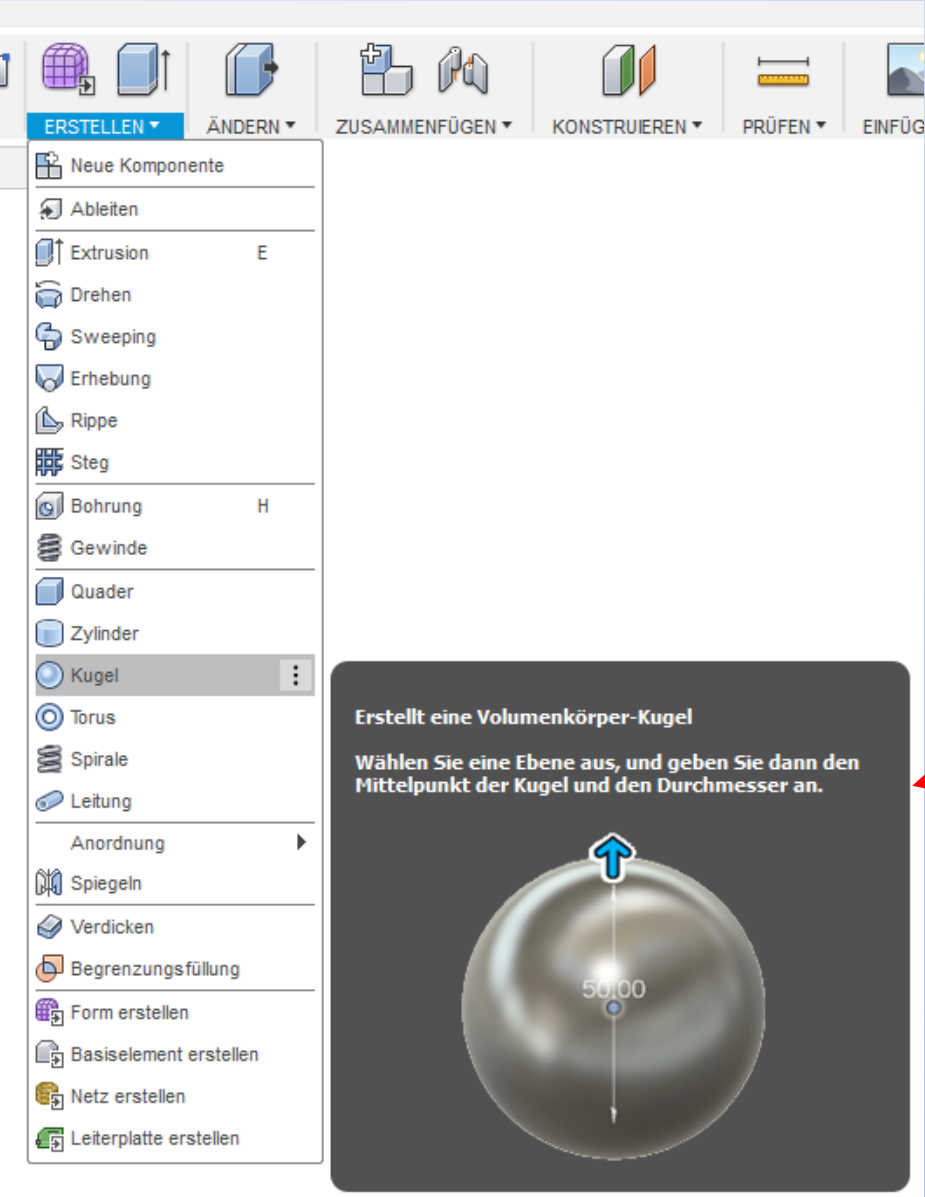 ERSTELLEN ÄNDERN ZUSAMMENFÜGEN KONSTRUIEREN PRÜFEN EINFÜG
Neue Komponente
Ableiten
Extrusion E
Drehen
Sweeping
Erhebung
Rippe
Steg
Bohrung H
Gewinde
Quader
Zylinder
Kugel
Torus
Spirale
Leitung
Anordnung
Spiegeln
Verdicken
Begrenzungsfüllung
Form erstellen
Basiselement erstellen
Netz erstellen
Leiterplatte erstellen
Erstellt eine Volumenkörper-Kugel
Wählen Sie eine Ebene aus, und geben Sie dann den
Mittelpunkt der Kugel und den Durchmesser an.
50.00